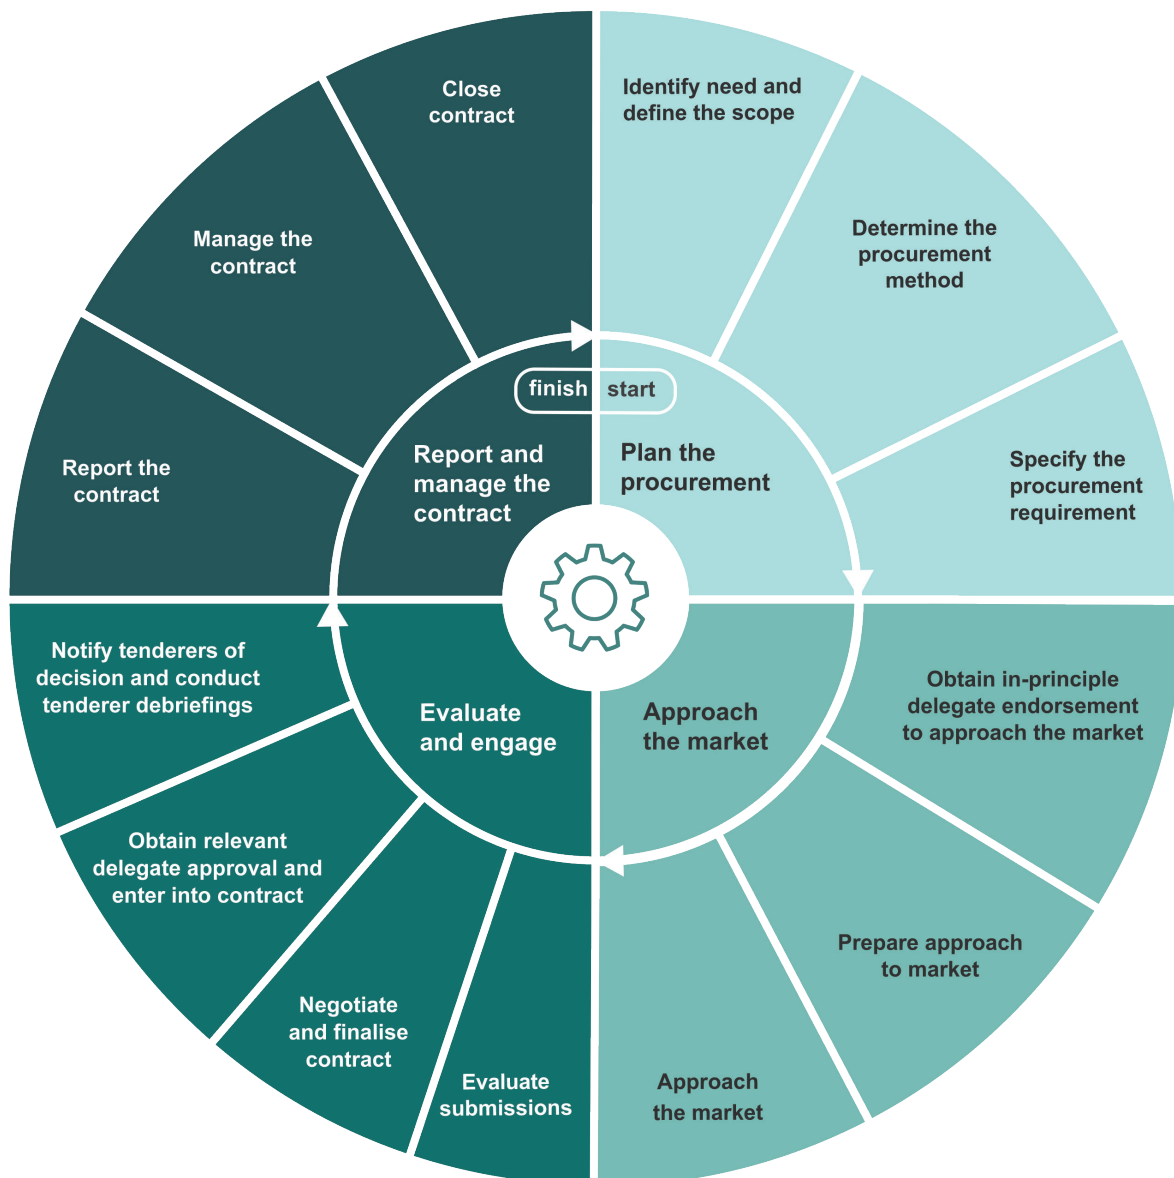 Close
contract
Identify need and
define the scope
Manage the
contract
Determine the
procurement
method
Report the
contract
Specify the
procurement
requirement
finish
start
Report and
manage the
contract
Plan the
procurement
Evaluate
and engage
Approach
the market
Notify tenderers of
decision and conduct
tenderer debriefings
Obtain in-principle
delegate endorsement
to approach the market
Obtain relevant
delegate approval and
enter into contract
Prepare approach
to market
Negotiate
and finalise
contract
Evaluate
submissions
Approach
the market